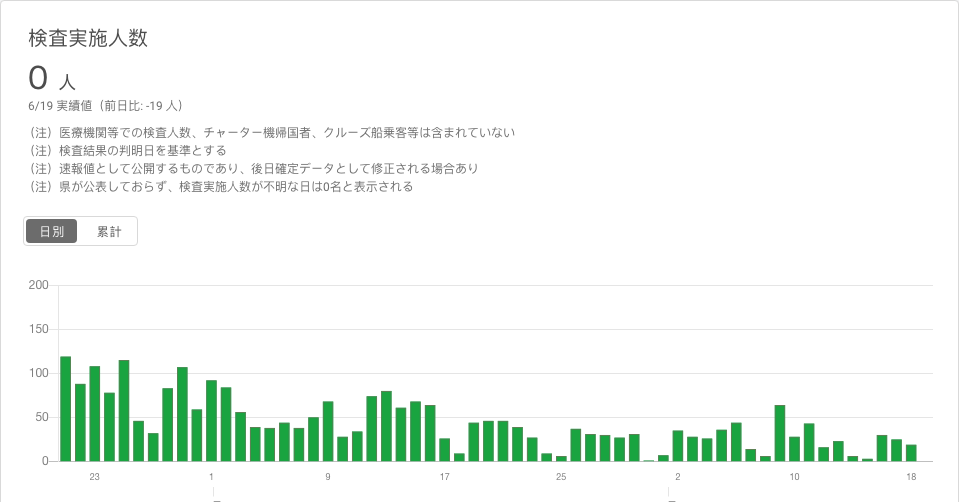 検査実施人数
0 人
6/19 実績値（前日比: -19 人）
（注）医療機関等での検査人数、チャーター機帰国者、クルーズ船乗客等は含まれていない
（注）検査結果の判明日を基準とする
（注）速報値として公開するものであり、後日確定データとして修正される場合あり
（注）県が公表しておらず、検査実施人数が不明な日は0名と表示される
日別 累計
200
150
100
50
0
23 1 9 17 25 2 10 18